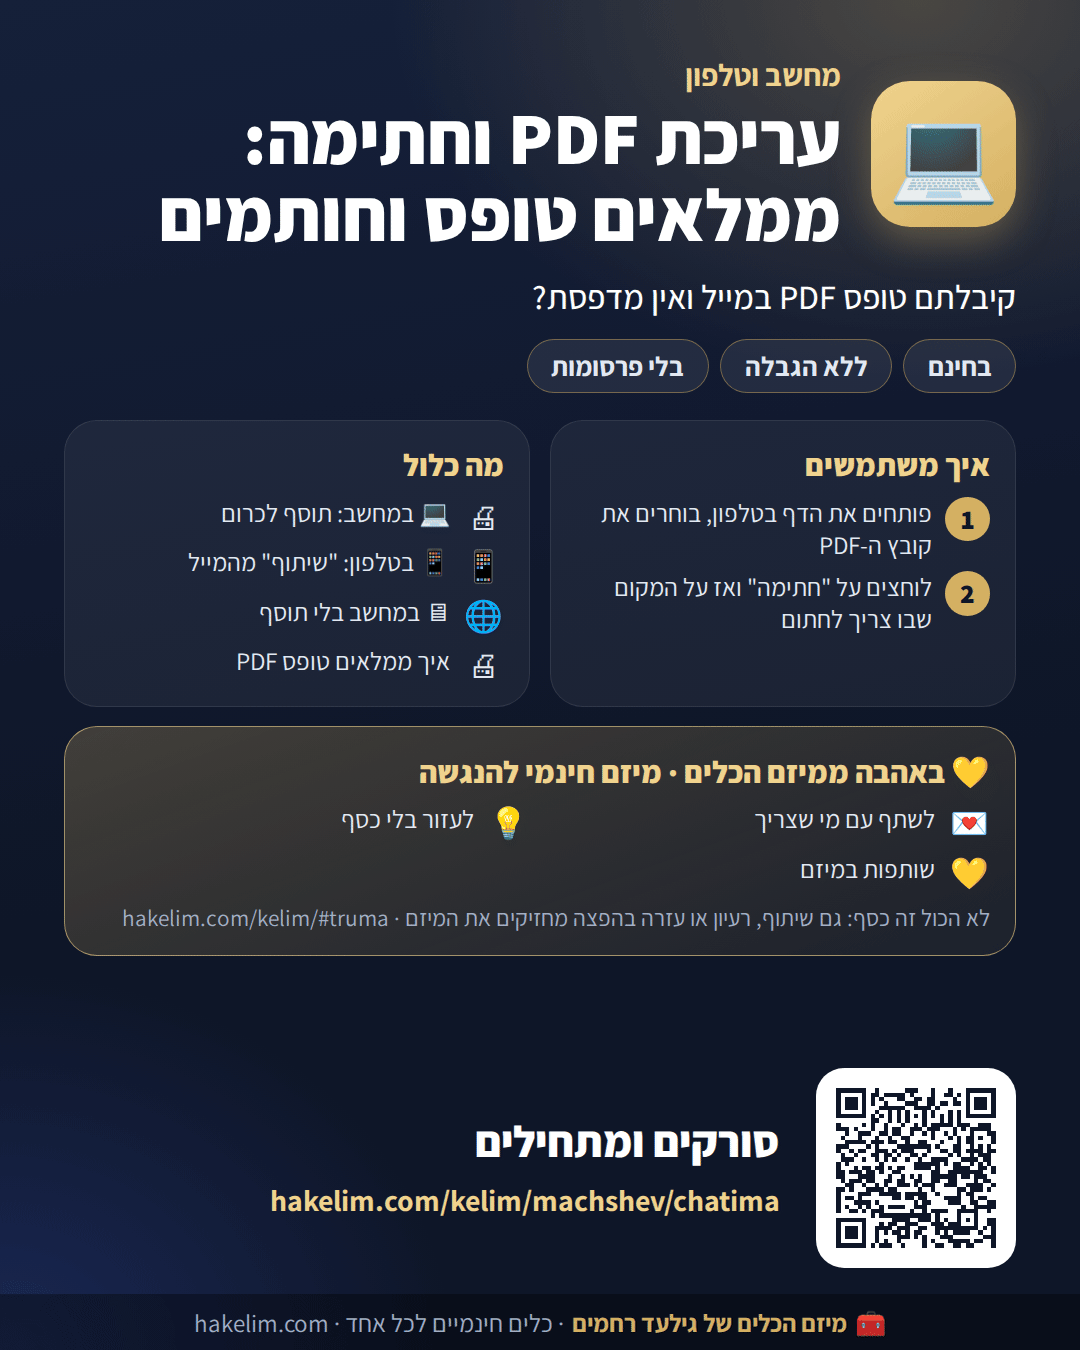 מחשב וטלפון
עריכת PDF וחתימה:
ממלאים טופס וחותמים
קיבלתם טופס PDF במייל ואין מדפסת?
בחינם
ללא הגבלה
בלי פרסומות
איך משתמשים
1 פותחים את הדף בטלפון, בוחרים את
קובץ ה-PDF
2 לוחצים על "חתימה" ואז על המקום
שבו צריך לחתום
מה כלול
🖨 💻 במחשב: תוסף לכרום
📱 📱 בטלפון: "שיתוף" מהמייל
🌐 🖥 במחשב בלי תוסף
🖨 איך ממלאים טופס PDF
💛 באהבה ממיזם הכלים · מיזם חינמי להנגשה
💌 לשתף עם מי שצריך
💡 לעזור בלי כסף
💛 שותפות במיזם
לא הכול זה כסף: גם שיתוף, רעיון או עזרה בהפצה מחזיקים את המיזם · hakelim.com/kelim/#truma
סורקים ומתחילים
hakelim.com/kelim/machshev/chatima
🧰 מיזם הכלים של גילעד רחמים · כלים חינמיים לכל אחד · hakelim.com